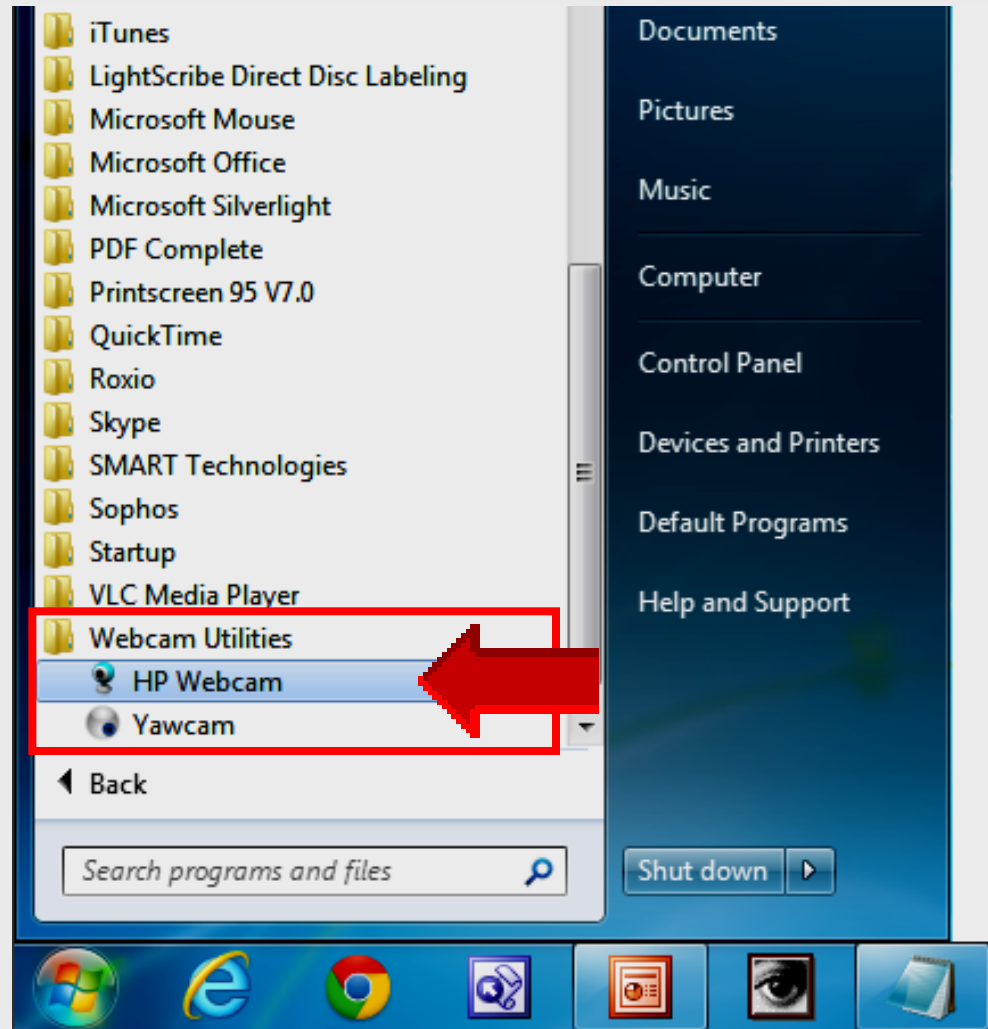 iTunes
LightScribe Direct Disc Labeling
Microsoft Mouse
Microsoft Office
Microsoft Silverlight
PDF Complete
Printscreen 95 V7.0
QuickTime
Roxio
Skype
SMART Technologies
Sophos
Startup
VLC Media Player
Webcam Utilities
HP Webcam
Yawcam
Back
Search programs and files
Documents
Pictures
Music
Computer
Control Panel
Devices and Printers
Default Programs
Help and Support
Shut down